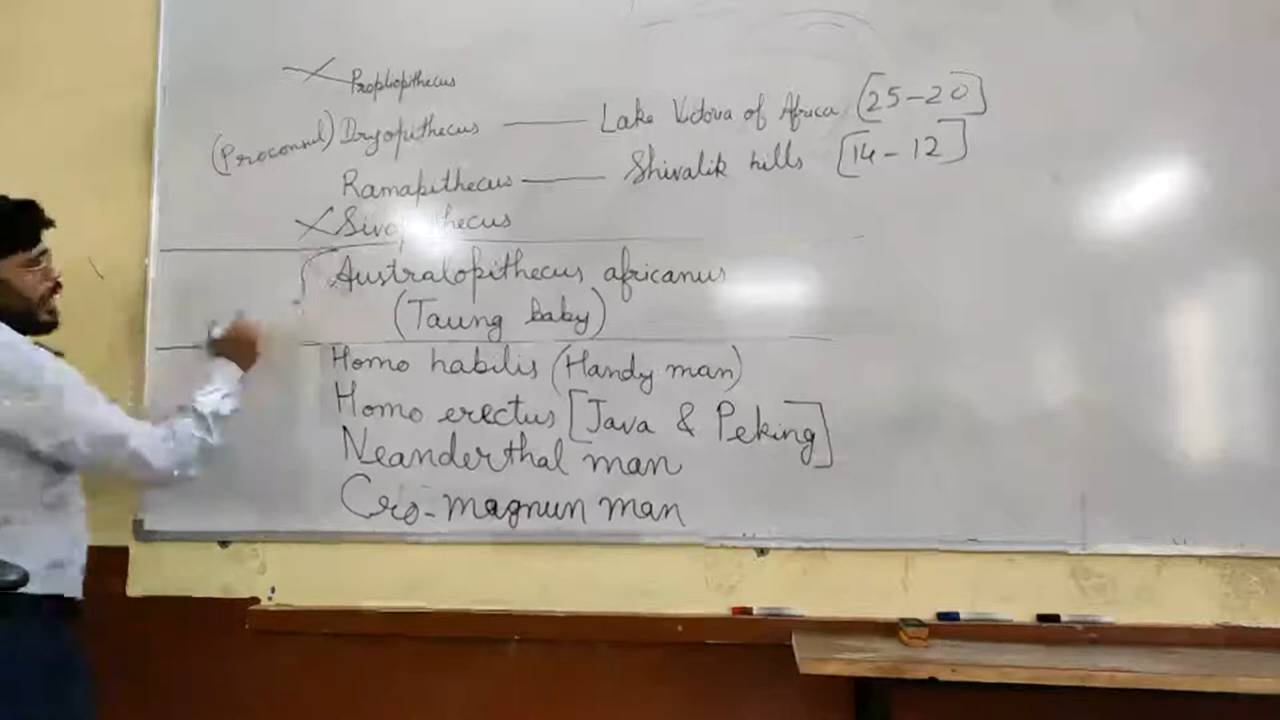 Propliopithecus
(Proconsul) Dryopithecus — Lake Victoria of Africa [25-20]
Ramapithecus — Shivalik hills [14-12]
Sivapithecus
Australopithecus africanus
(Taung baby)
Homo habilis (Handy man)
Homo erectus [Java & Peking]
Neanderthal man
Cro-magnun man